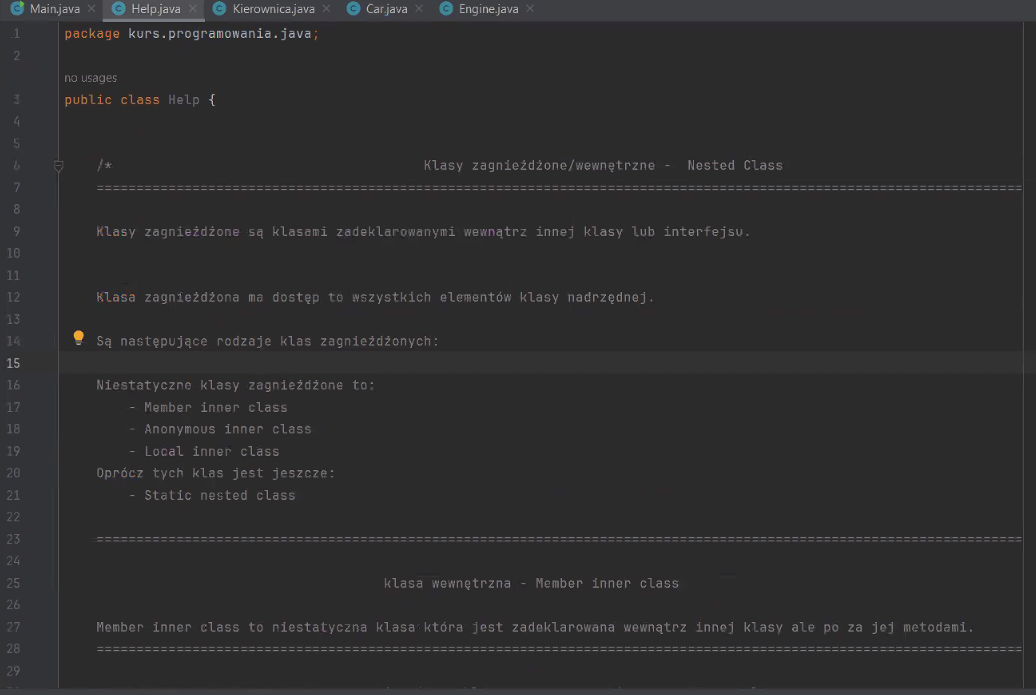 Main.java Help.java Kierownica.java Car.java Engine.java
1 package kurs.programowania.java;
2
no usages
3 public class Help {
4
5
6 /* Klasy zagnieżdżone/wewnętrzne - Nested Class
7 ====================================================================================================================
8
9 Klasy zagnieżdżone są klasami zadeklarowanymi wewnątrz innej klasy lub interfejsu.
10
11
12 Klasa zagnieżdżona ma dostęp to wszystkich elementów klasy nadrzędnej.
13
14 Są następujące rodzaje klas zagnieżdżonych:
15
16 Niestatyczne klasy zagnieżdżone to:
17 - Member inner class
18 - Anonymous inner class
19 - Local inner class
20 Oprócz tych klas jest jeszcze:
21 - Static nested class
22
23 ====================================================================================================================
24
25 klasa wewnętrzna - Member inner class
26
27 Member inner class to niestatyczna klasa która jest zadeklarowana wewnątrz innej klasy ale po za jej metodami.
28 ====================================================================================================================
29